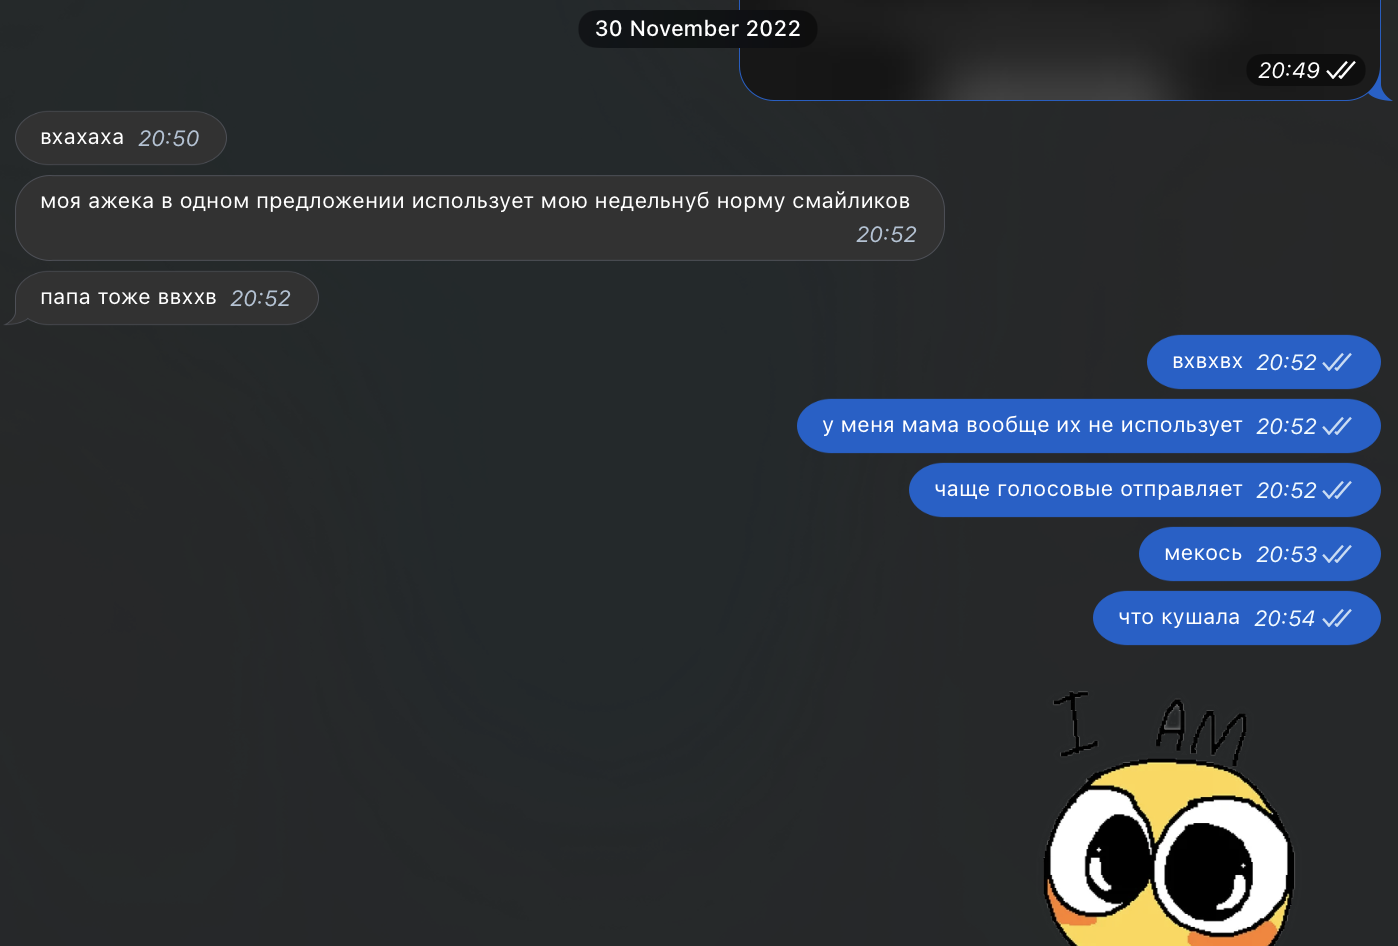 30 November 2022
20:49
вхахаха 20:50
моя ажека в одном предложении использует мою недельнуб норму смайликов
20:52
папа тоже ввххв 20:52
вхвхвх 20:52
у меня мама вообще их не использует 20:52
чаще голосовые отправляет 20:52
мекось 20:53
что кушала 20:54
I AM